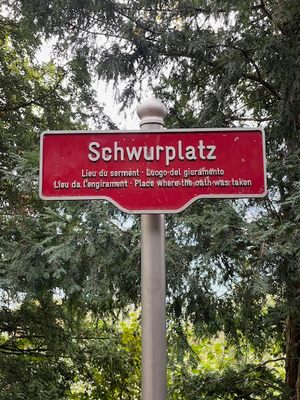 Schwurplatz
Lieu du serment · Luogo del giuramento
Lieu da l'engirament · Place where the oath was taken